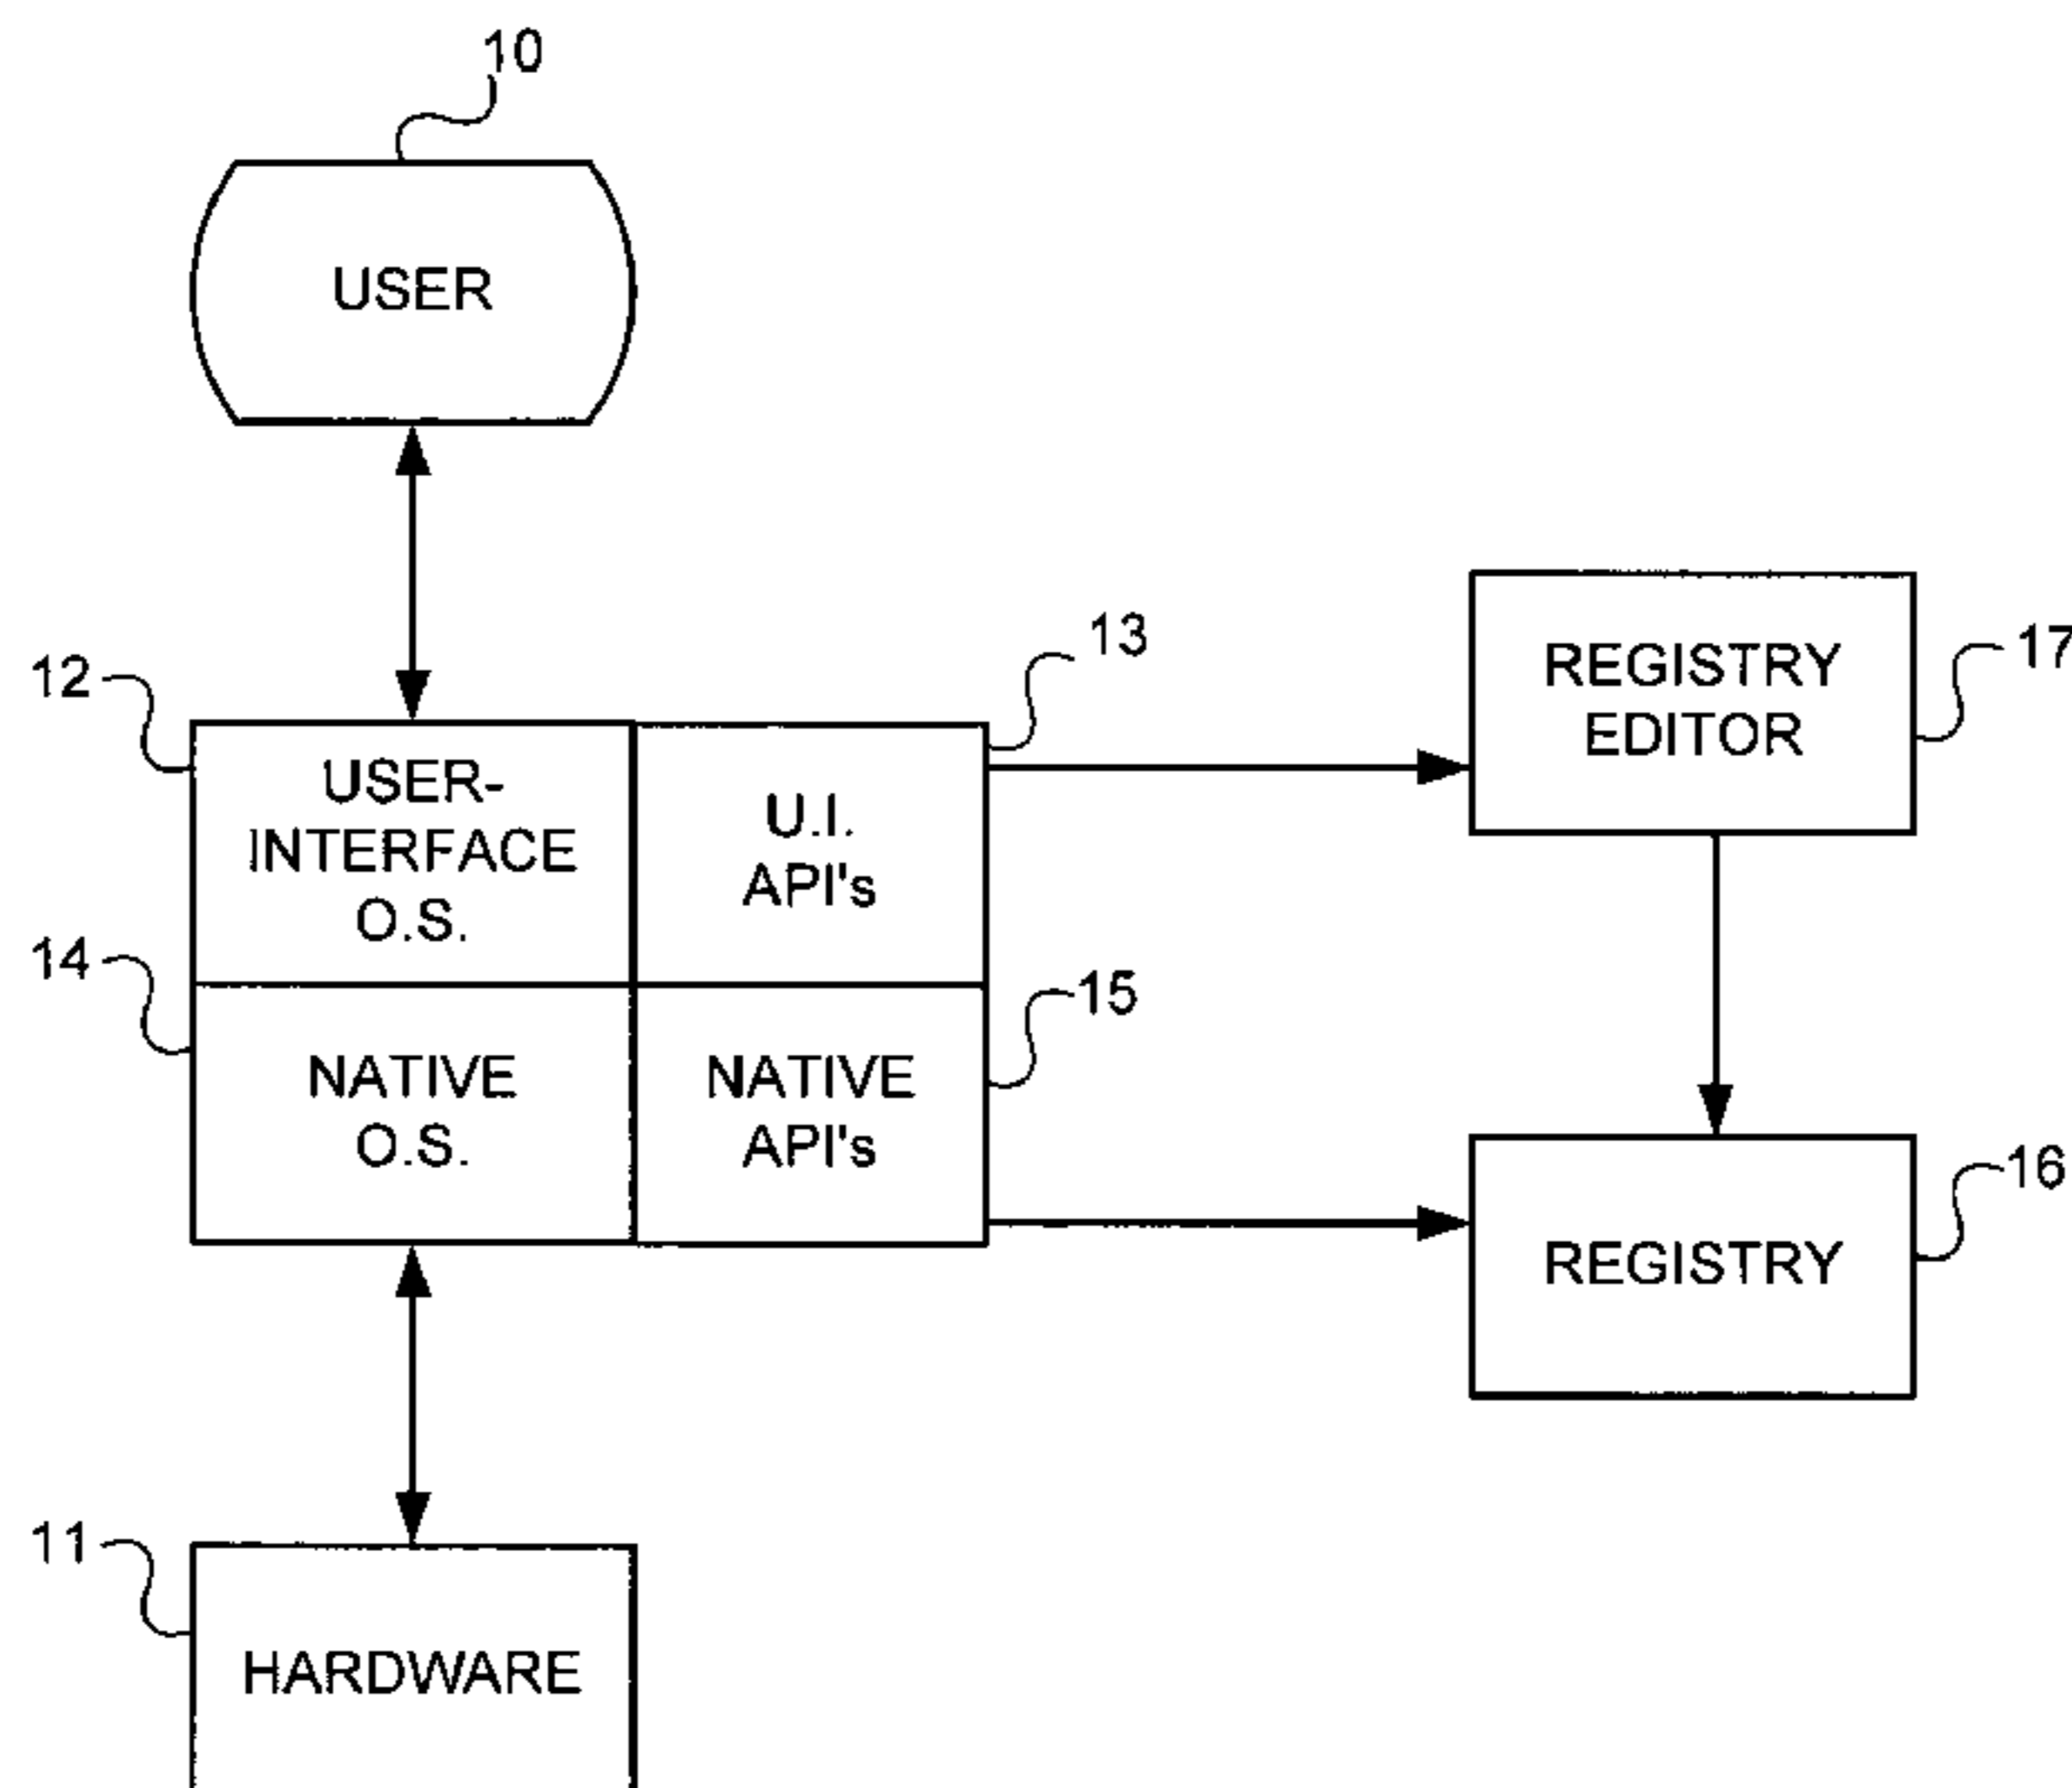 10
USER
12
USER-
INTERFACE
O.S.
U.I.
API's
13
REGISTRY
EDITOR
17
14
NATIVE
O.S.
NATIVE
API's
15
REGISTRY
16
11
HARDWARE